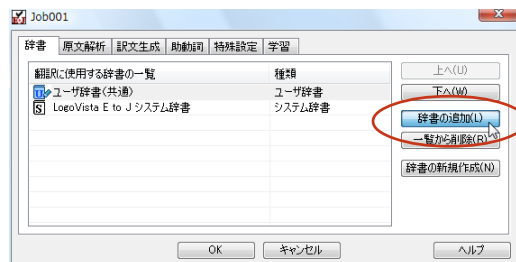 Job001
辞書 原文解析 訳文生成 助動詞 特殊設定 学習
翻訳に使用する辞書の一覧 種類
ユーザ辞書(共通) ユーザ辞書
LogoVista E to J システム辞書 システム辞書
上へ(U)
下へ(W)
辞書の追加(L)
一覧から削除(R)
辞書の新規作成(N)
OK キャンセル ヘルプ